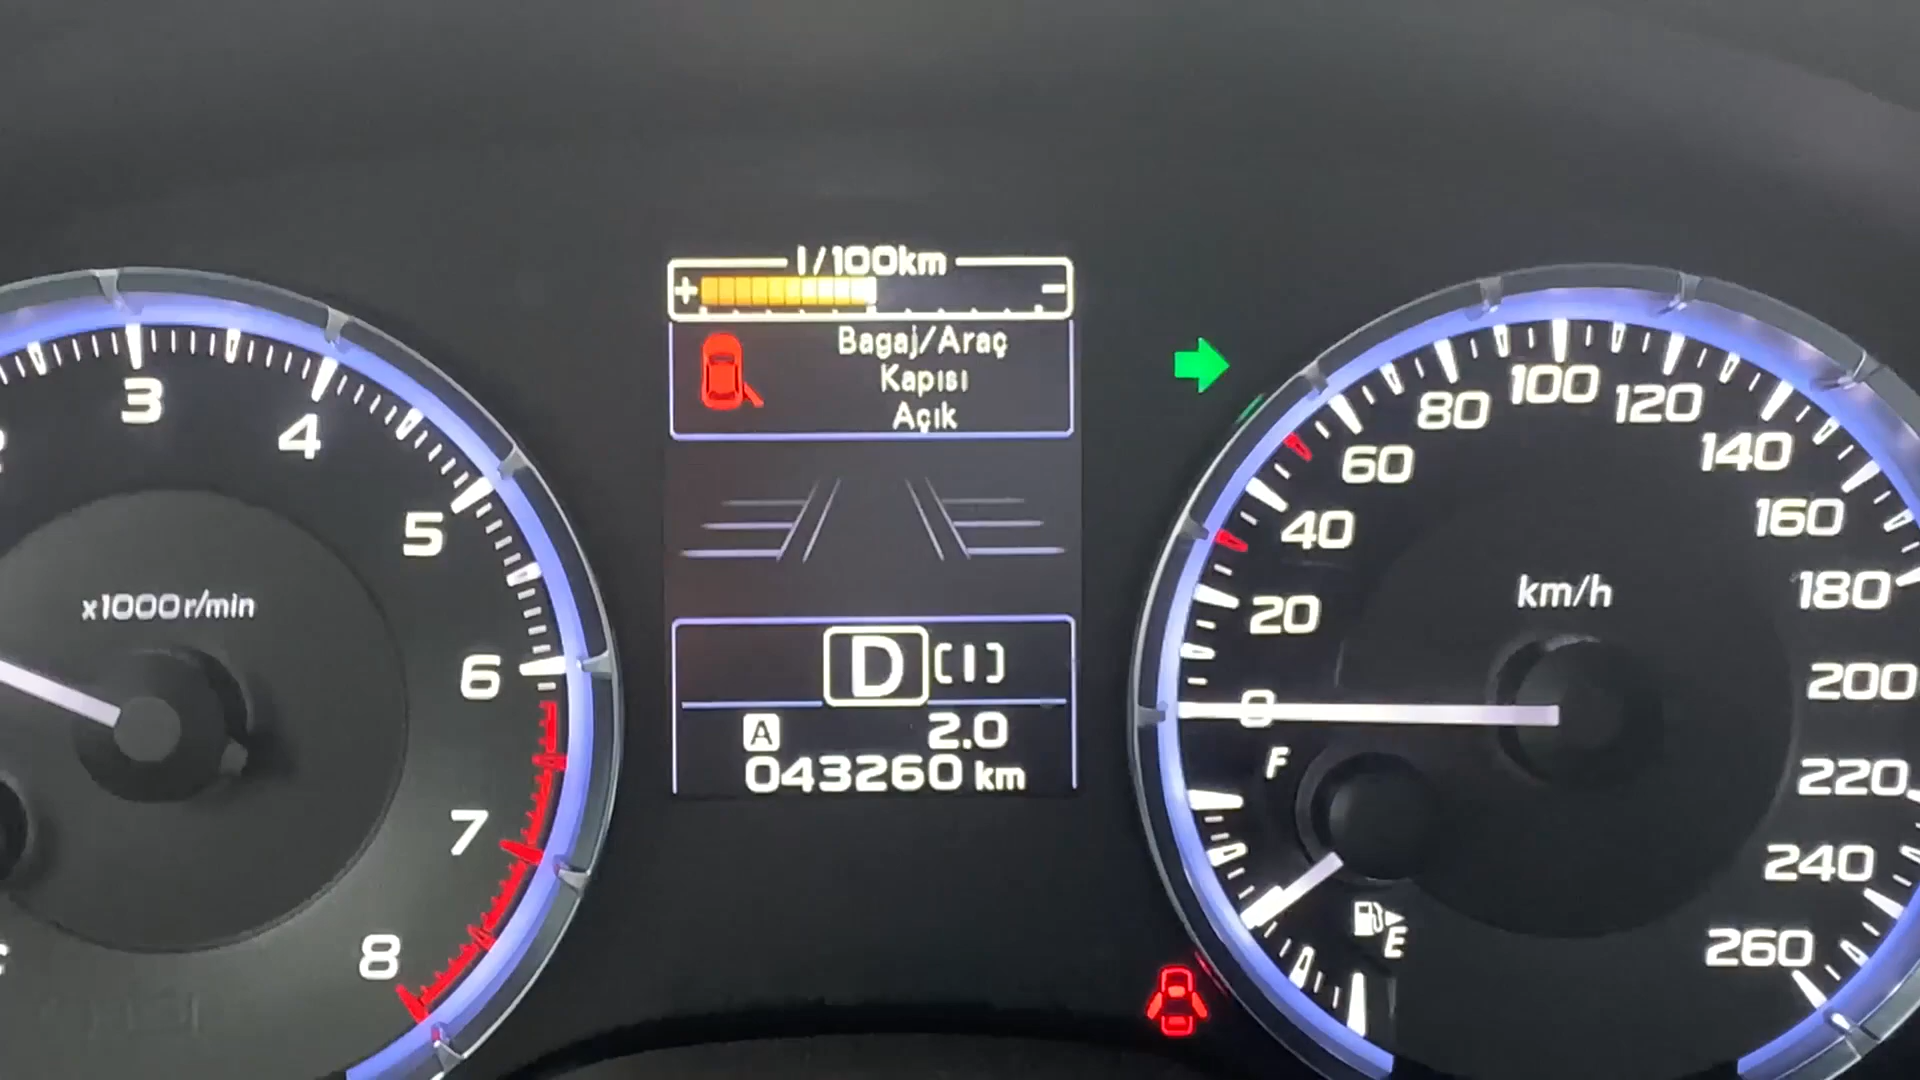 l/100km
+ −
Bagaj/Araç
Kapısı
Açık
D [1]
A 2.0
043260 km
3
4
5
6
7
8
x1000r/min
0
20
40
60
80
100
120
140
160
180
200
220
240
260
km/h
F
E